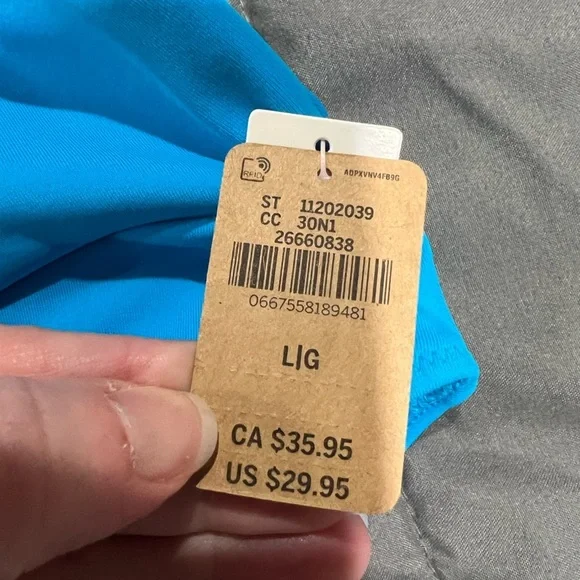 RFID
A0PXVNV4FB9G
ST 11202039
CC 30N1
26660838
0667558189481
L|G
CA $35.95
US $29.95